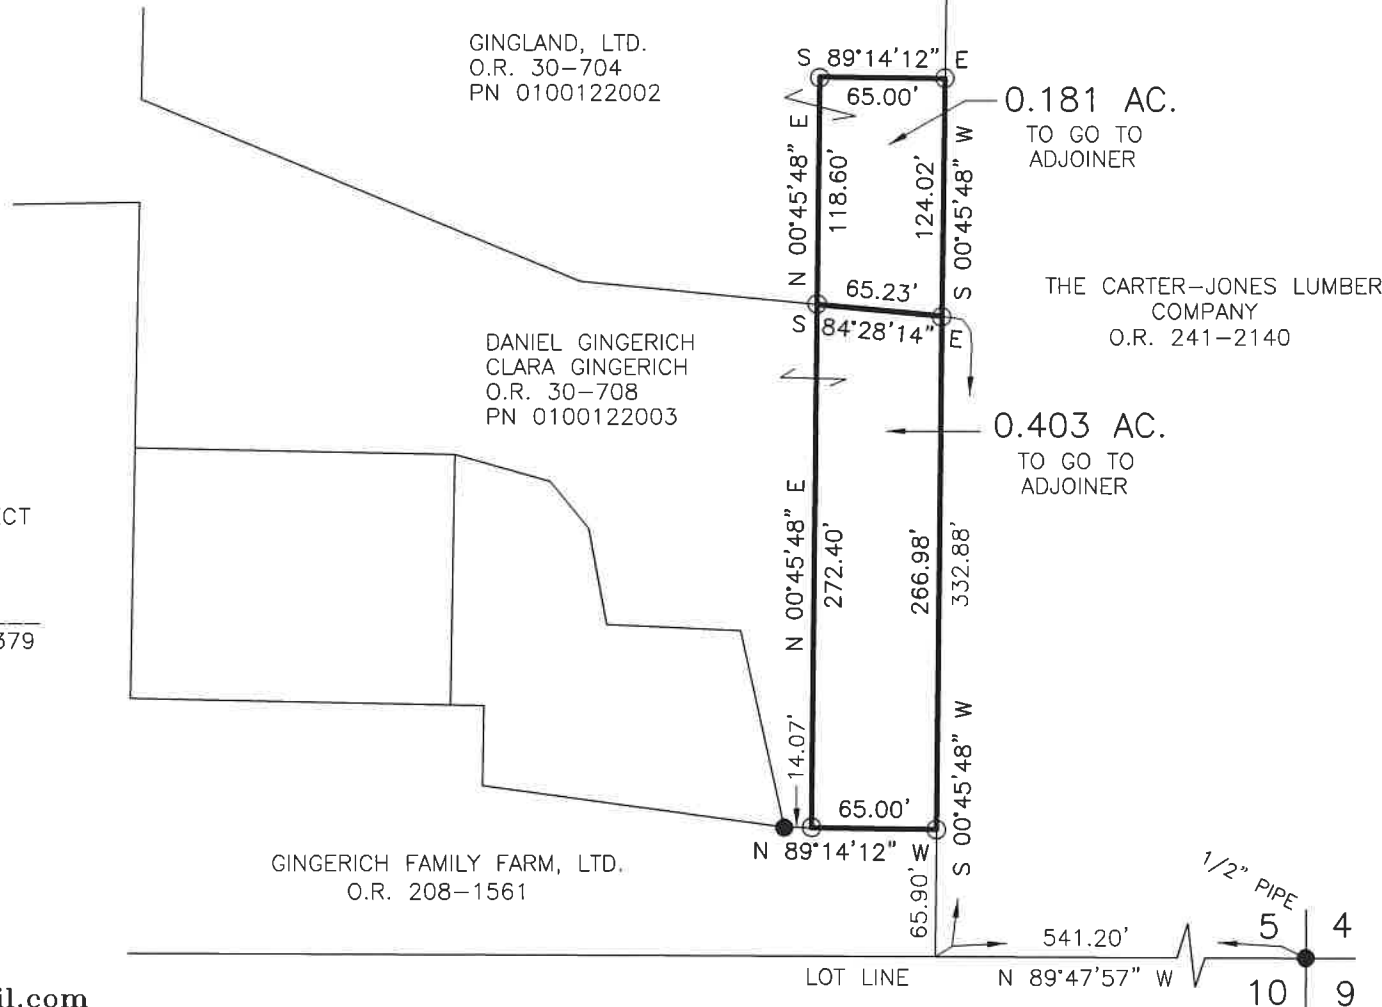 GINGLAND, LTD.
O.R. 30-704
PN 0100122002
S 89°14'12" E
65.00'
0.181 AC.
TO GO TO
ADJOINER
N 00°45'48" E
118.60'
124.02'
S 00°45'48" W
65.23'
S 84°28'14" E
THE CARTER-JONES LUMBER
COMPANY
O.R. 241-2140
DANIEL GINGERICH
CLARA GINGERICH
O.R. 30-708
PN 0100122003
0.403 AC.
TO GO TO
ADJOINER
N 00°45'48" E
272.40'
266.98'
332.88'
S 00°45'48" W
14.07'
65.00'
N 89°14'12" W
65.90'
GINGERICH FAMILY FARM, LTD.
O.R. 208-1561
1/2" PIPE
5 4
10 9
541.20'
LOT LINE N 89°47'57" W
ECT
379
il.com